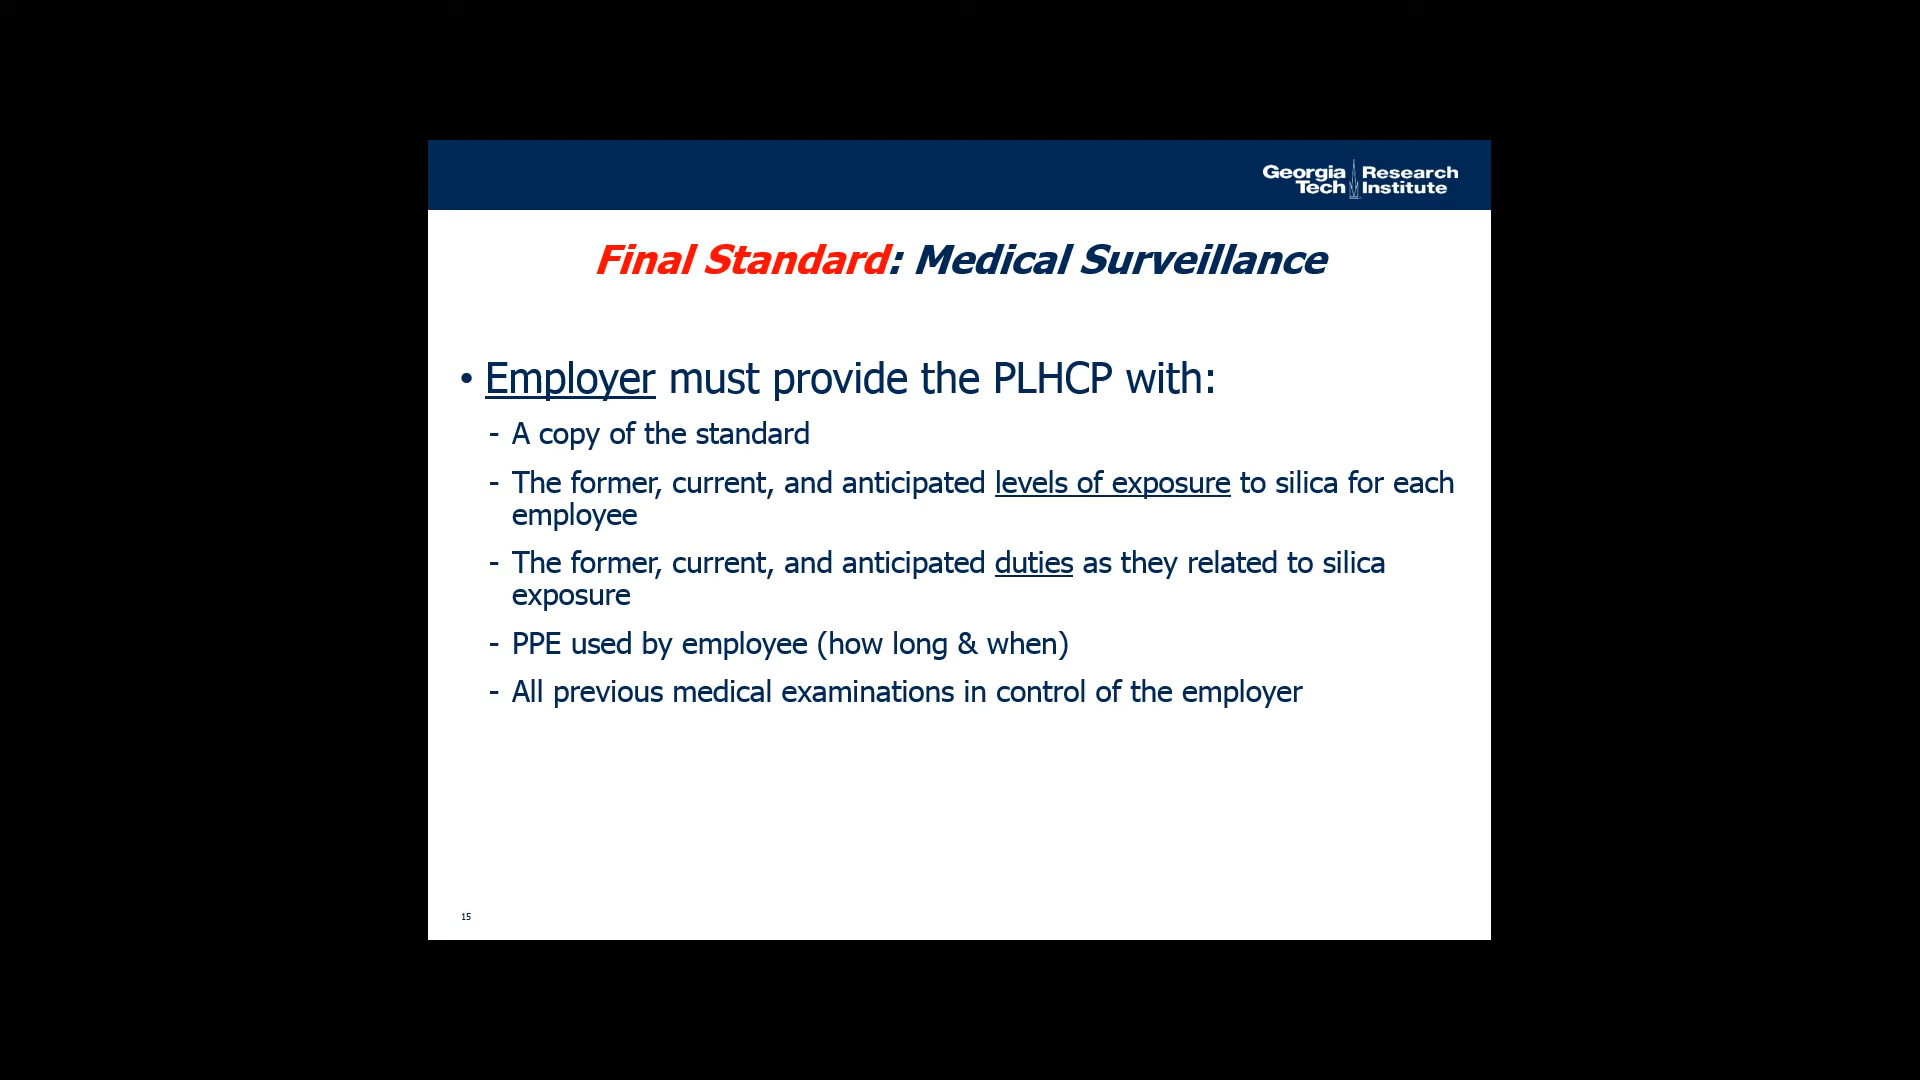 Georgia Research
Tech Institute
Final Standard: Medical Surveillance
• Employer must provide the PLHCP with:
- A copy of the standard
- The former, current, and anticipated levels of exposure to silica for each
employee
- The former, current, and anticipated duties as they related to silica
exposure
- PPE used by employee (how long & when)
- All previous medical examinations in control of the employer
15